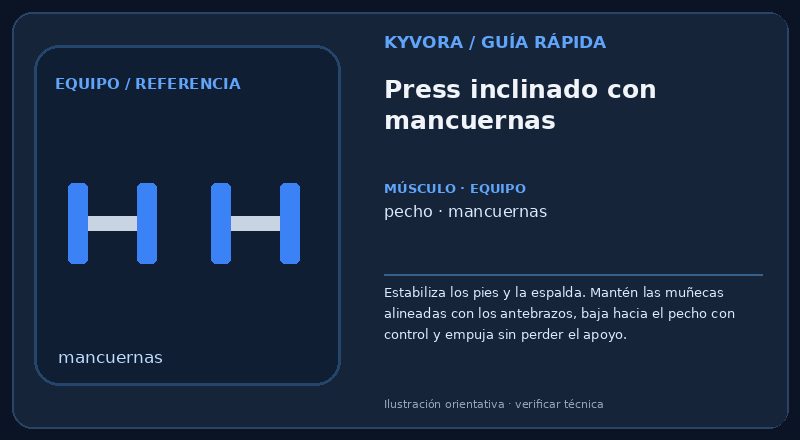 EQUIPO / REFERENCIA
mancuernas
KYVORA / GUÍA RÁPIDA
Press inclinado con
mancuernas
MÚSCULO · EQUIPO
pecho · mancuernas
Estabiliza los pies y la espalda. Mantén las muñecas
alineadas con los antebrazos, baja hacia el pecho con
control y empuja sin perder el apoyo.
Ilustración orientativa · verificar técnica